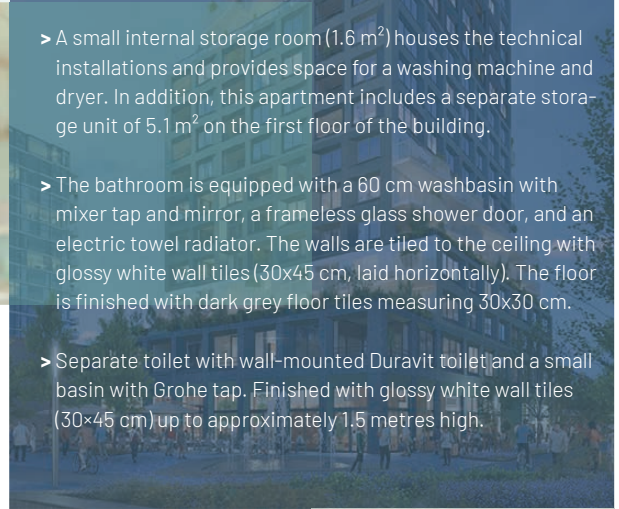 > A small internal storage room (1.6 m²) houses the technical
installations and provides space for a washing machine and
dryer. In addition, this apartment includes a separate stora-
ge unit of 5.1 m² on the first floor of the building.
> The bathroom is equipped with a 60 cm washbasin with
mixer tap and mirror, a frameless glass shower door, and an
electric towel radiator. The walls are tiled to the ceiling with
glossy white wall tiles (30x45 cm, laid horizontally). The floor
is finished with dark grey floor tiles measuring 30x30 cm.
> Separate toilet with wall-mounted Duravit toilet and a small
basin with Grohe tap. Finished with glossy white wall tiles
(30×45 cm) up to approximately 1.5 metres high.